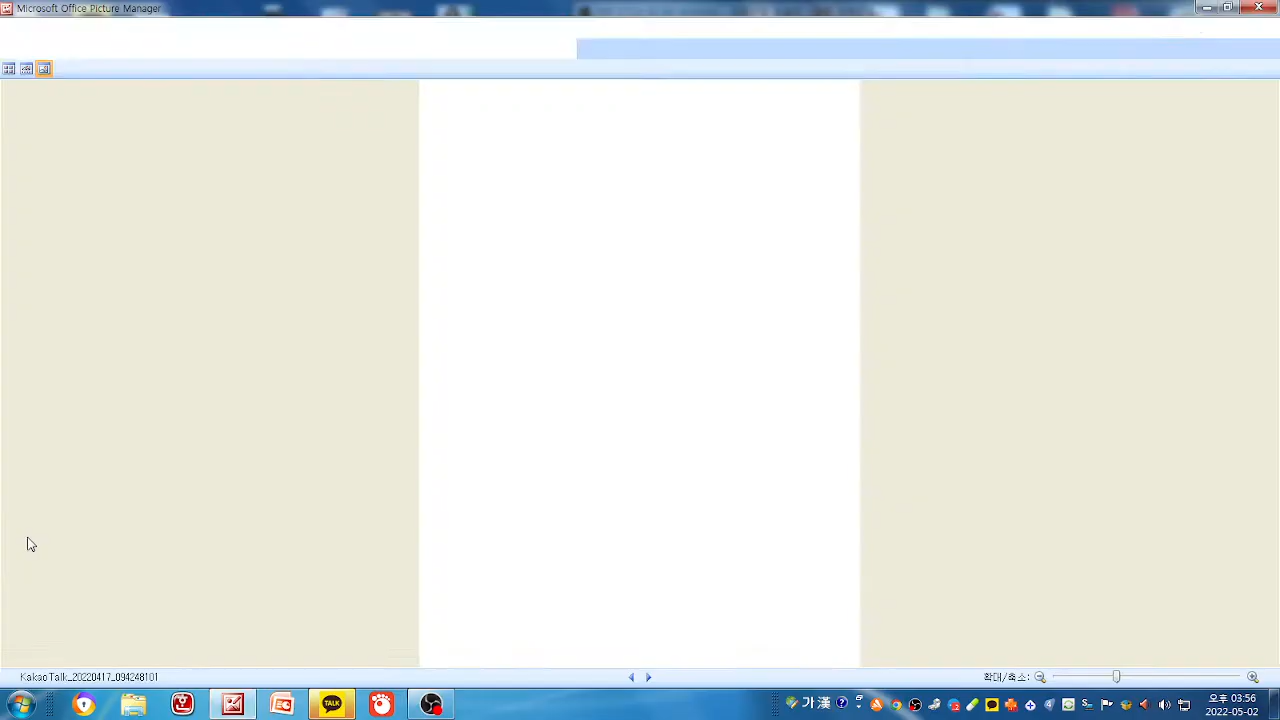 Microsoft Office Picture Manager
KakaoTalk_20220417_094248101
확대/축소:
TALK
가 漢
오후 03:56
2022-05-02